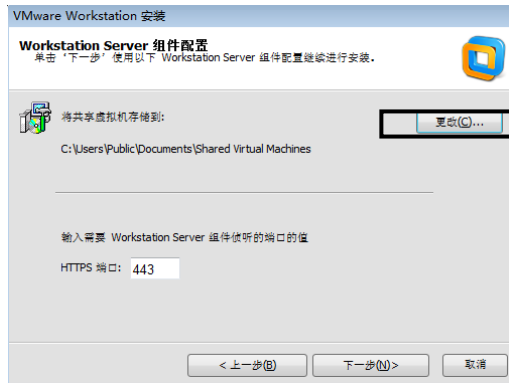 VMware Workstation 安装
Workstation Server 组件配置
单击“下一步”使用以下 Workstation Server 组件配置继续进行安装。
将共享虚拟机存储到:
更改(C)...
C:\Users\Public\Documents\Shared Virtual Machines
输入需要 Workstation Server 组件侦听的端口的值
HTTPS 端口: 443
< 上一步(B)
下一步(N)>
取消